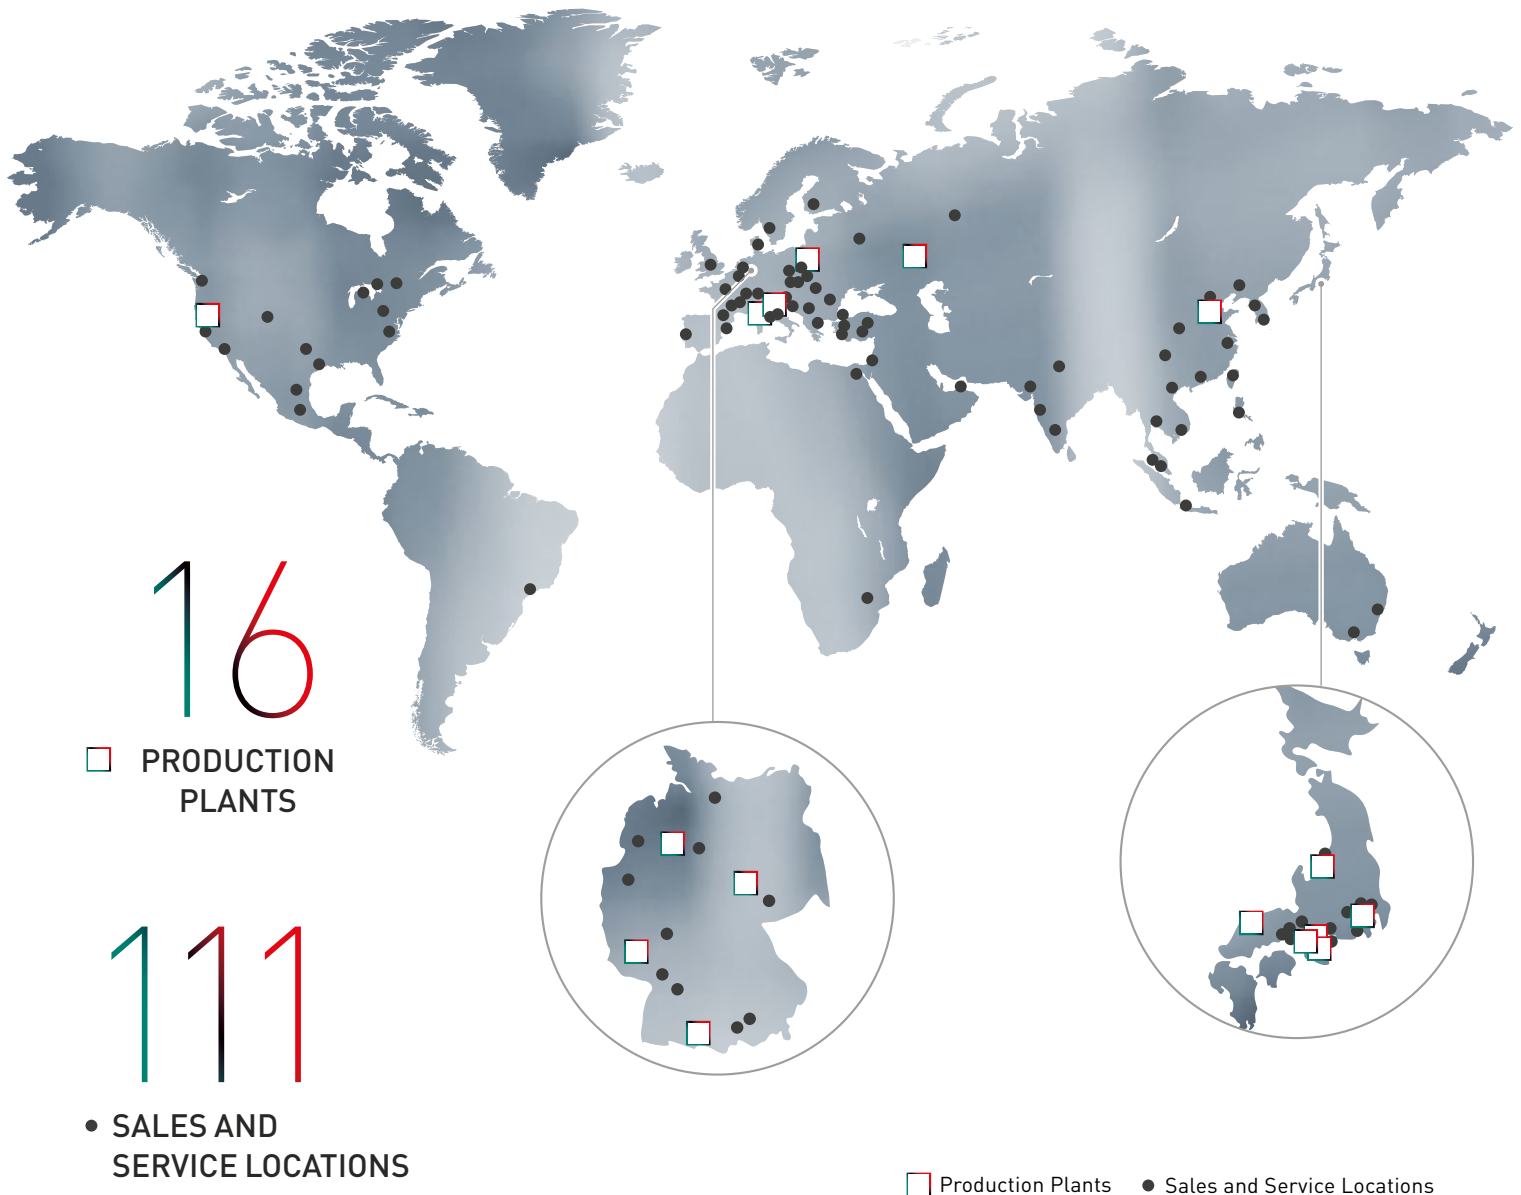 16
PRODUCTION
PLANTS
111
SALES AND
SERVICE LOCATIONS
Production Plants
Sales and Service Locations